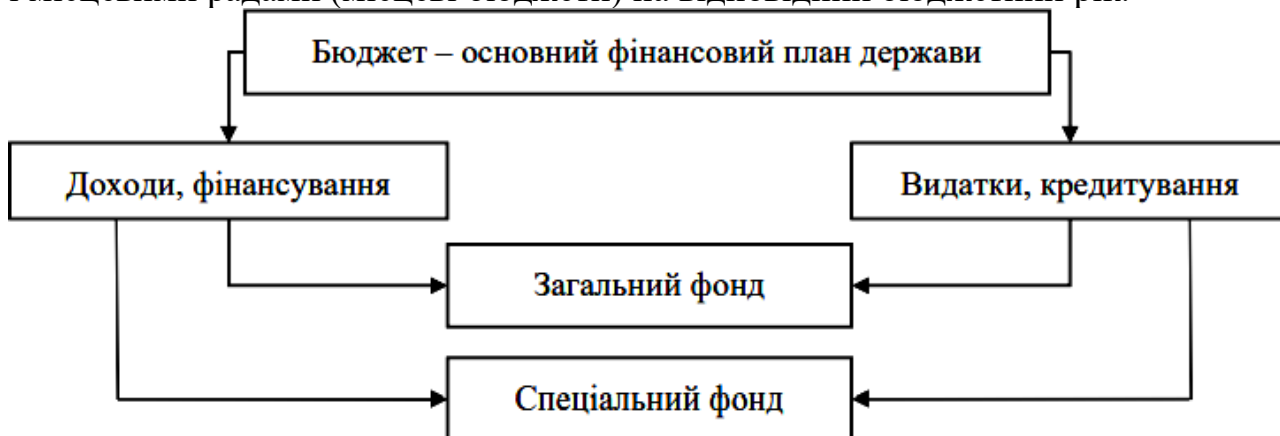 Бюджет – основний фінансовий план держави
Доходи, фінансування
Видатки, кредитування
Загальний фонд
Спеціальний фонд